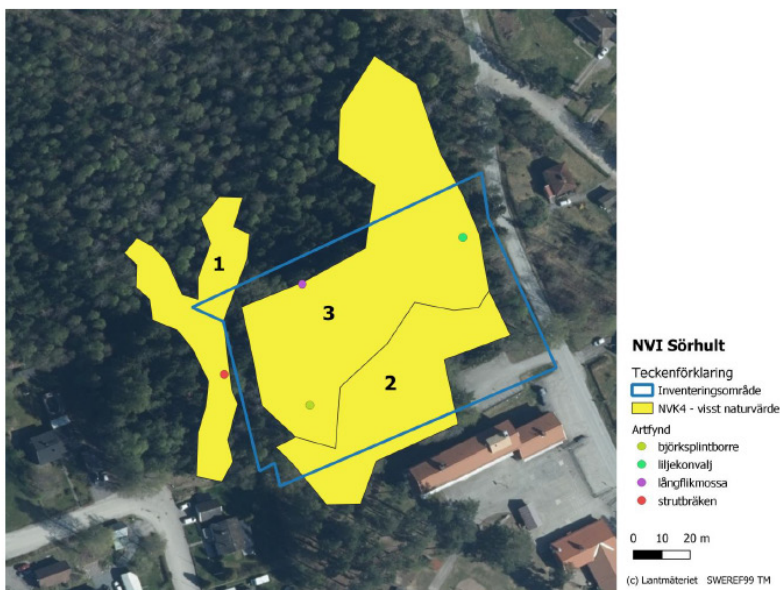 1
3
2
NVI Sörhult
Teckenförklaring
Inventeringsområde
NVK4 - visst naturvärde
Artfynd
björksplintborre
liljekonvalj
långflikmossa
strutbräken
0 10 20 m
(c) Lantmäteriet SWEREF99 TM